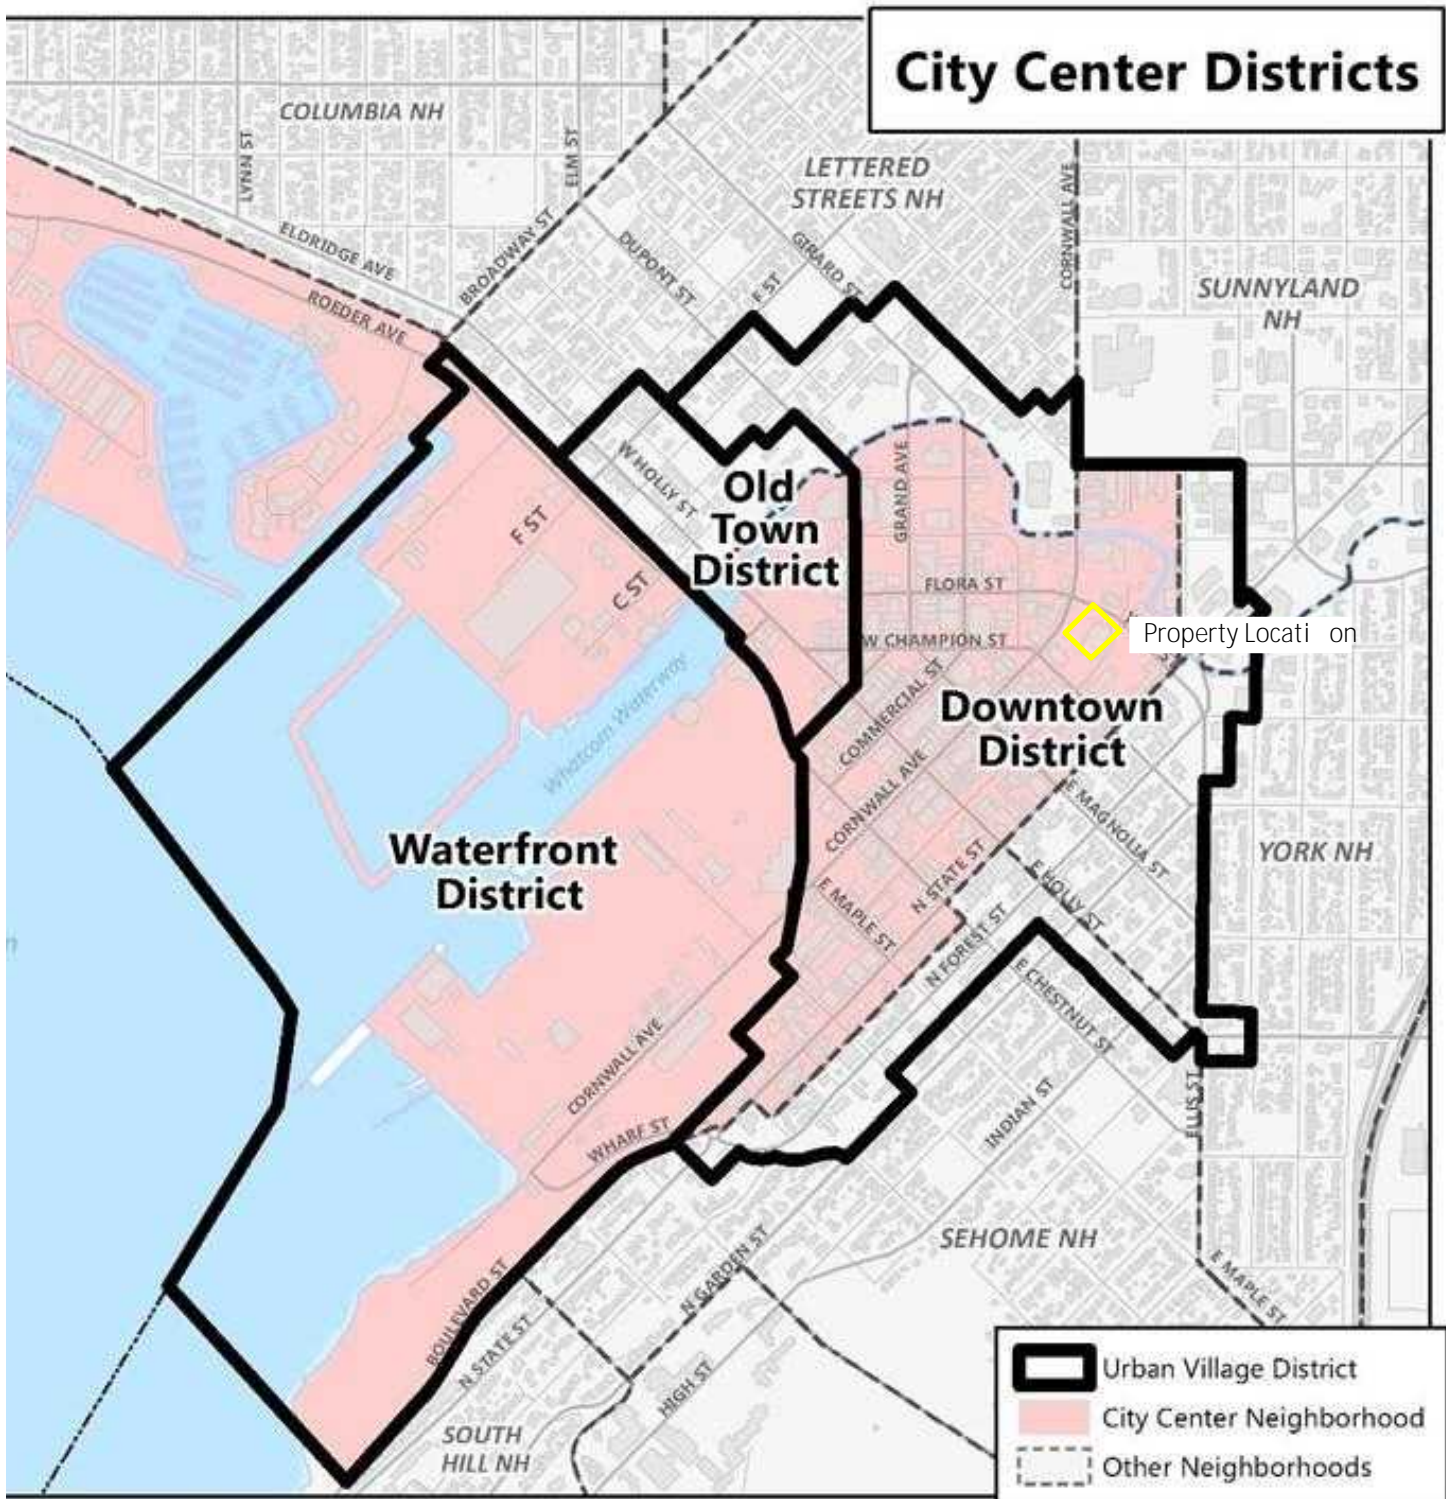 City Center Districts
COLUMBIA NH
LYNN ST
ELM ST
LETTERED
STREETS NH
CORNWALL AVE
ELDRIDGE AVE
BROADWAY ST
DUPONT ST
F ST
GIRARD ST
SUNNYLAND
NH
ROEDER AVE
W HOLLY ST
Old
Town
District
GRAND AVE
F ST
C ST
FLORA ST
Property Locati on
W CHAMPION ST
Whatcom Waterway
COMMERCIAL ST
Downtown
District
CORNWALL AVE
E MAGNOLIA ST
Waterfront
District
YORK NH
E MAPLE ST
N STATE ST
E HOLLY ST
N FOREST ST
E CHESTNUT ST
CORNWALL AVE
WHARF ST
INDIAN ST
ELLIS ST
SEHOME NH
BOULEVARD ST
N STATE ST
N GARDEN ST
E MAPLE ST
HIGH ST
SOUTH
HILL NH
Urban Village District
City Center Neighborhood
Other Neighborhoods